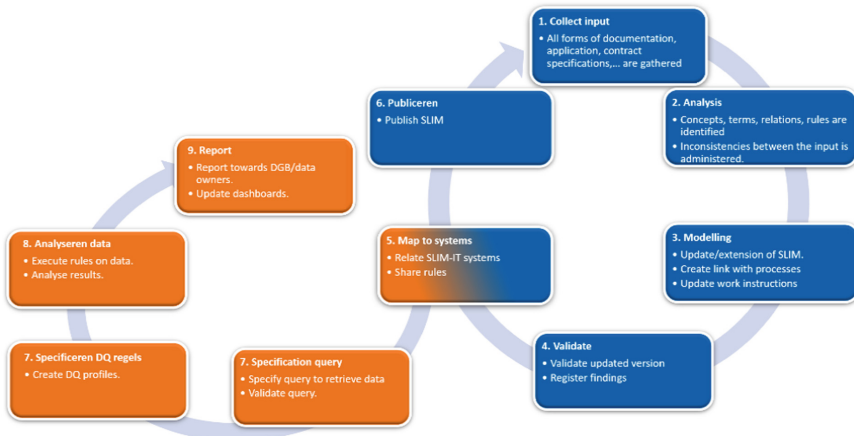 1. Collect input
• All forms of documentation,
application, contract
specifications,... are gathered
2. Analysis
• Concepts, terms, relations, rules are
identified
• Inconsistencies between the input is
administered.
3. Modelling
• Update/extension of SLIM.
• Create link with processes
• Update work instructions
4. Validate
• Validate updated version
• Register findings
5. Map to systems
• Relate SLIM-IT systems
• Share rules
6. Publiceren
• Publish SLIM
7. Specification query
• Specify query to retrieve data
• Validate query.
7. Specificeren DQ regels
• Create DQ profiles.
8. Analyseren data
• Execute rules on data.
• Analyse results.
9. Report
• Report towards DGB/data
owners.
• Update dashboards.